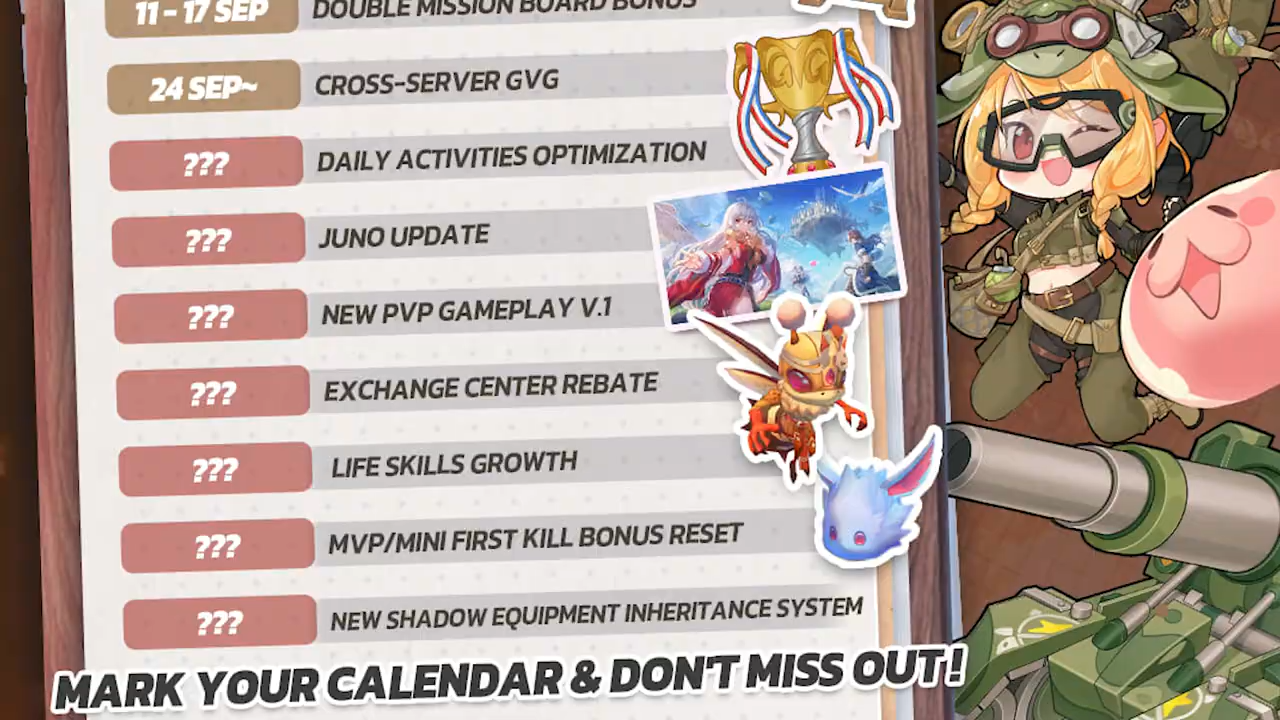 11 - 17 SEP DOUBLE MISSION BOARD BONUS
24 SEP~ CROSS-SERVER GVG
GVG
??? DAILY ACTIVITIES OPTIMIZATION
??? JUNO UPDATE
??? NEW PVP GAMEPLAY V.1
??? EXCHANGE CENTER REBATE
??? LIFE SKILLS GROWTH
??? MVP/MINI FIRST KILL BONUS RESET
??? NEW SHADOW EQUIPMENT INHERITANCE SYSTEM
MARK YOUR CALENDAR & DON'T MISS OUT!